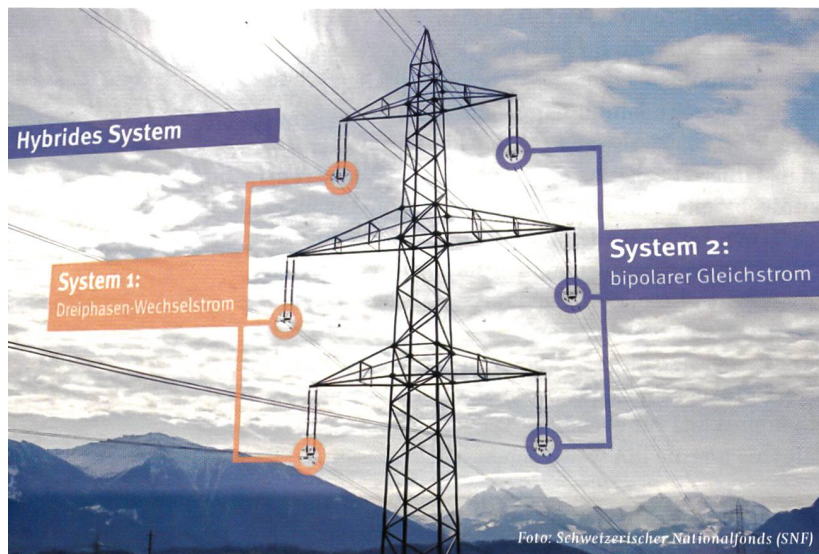 Hybrides System
System 1:
Dreiphasen-Wechselstrom
System 2:
bipolarer Gleichstrom
Foto: Schweizerischer Nationalfonds (SNF)